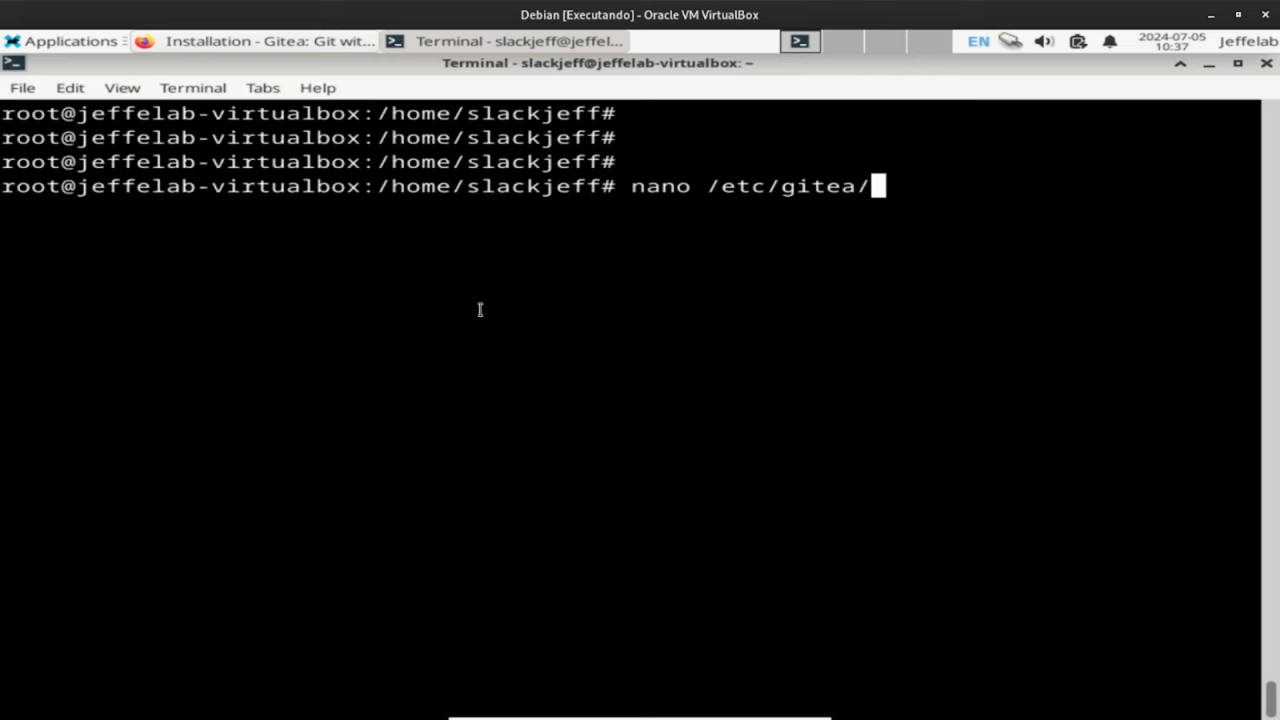 Debian [Executando] - Oracle VM VirtualBox
Applications Installation - Gitea: Git wit... Terminal - slackjeff@jeffel... EN 2024-07-05 10:37 Jeffelab
Terminal - slackjeff@jeffelab-virtualbox: ~
File Edit View Terminal Tabs Help
root@jeffelab-virtualbox:/home/slackjeff#
root@jeffelab-virtualbox:/home/slackjeff#
root@jeffelab-virtualbox:/home/slackjeff#
root@jeffelab-virtualbox:/home/slackjeff# nano /etc/gitea/